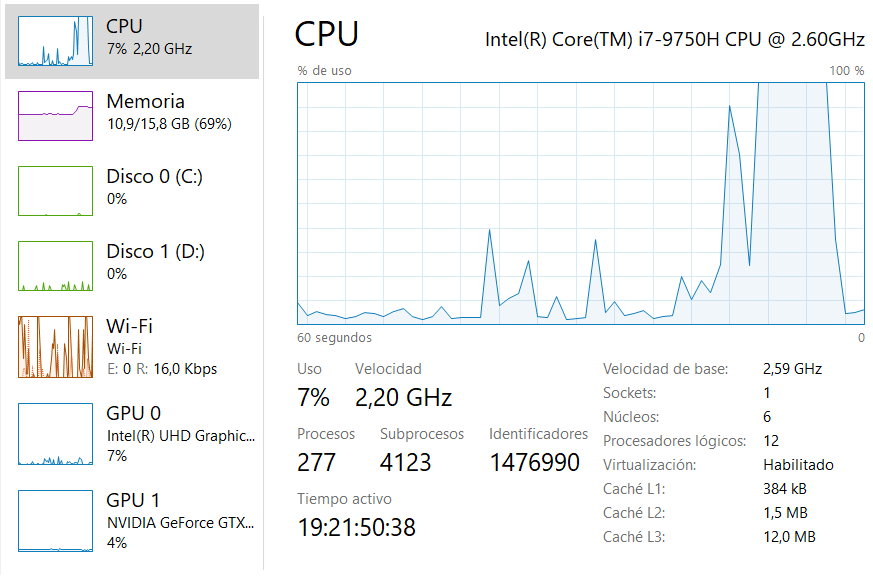 CPU
7% 2,20 GHz
Memoria
10,9/15,8 GB (69%)
Disco 0 (C:)
0%
Disco 1 (D:)
0%
Wi-Fi
Wi-Fi
E: 0 R: 16,0 Kbps
GPU 0
Intel(R) UHD Graphic...
7%
GPU 1
NVIDIA GeForce GTX...
4%
CPU
Intel(R) Core(TM) i7-9750H CPU @ 2.60GHz
% de uso
100 %
60 segundos
0
Uso
Velocidad
7%
2,20 GHz
Procesos
Subprocesos
Identificadores
277
4123
1476990
Tiempo activo
19:21:50:38
Velocidad de base: 2,59 GHz
Sockets: 1
Núcleos: 6
Procesadores lógicos: 12
Virtualización: Habilitado
Caché L1: 384 kB
Caché L2: 1,5 MB
Caché L3: 12,0 MB